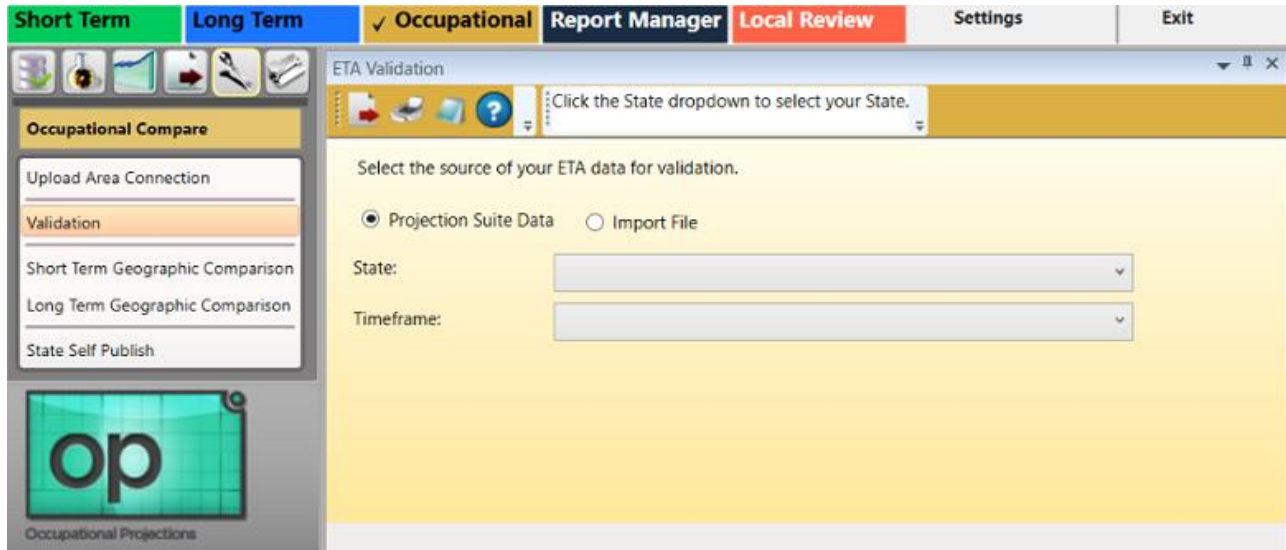 Short Term Long Term ✓ Occupational Report Manager Local Review Settings Exit
ETA Validation
Click the State dropdown to select your State.
Occupational Compare
Upload Area Connection
Validation
Short Term Geographic Comparison
Long Term Geographic Comparison
State Self Publish
Select the source of your ETA data for validation.
Projection Suite Data Import File
State:
Timeframe:
op
Occupational Projections